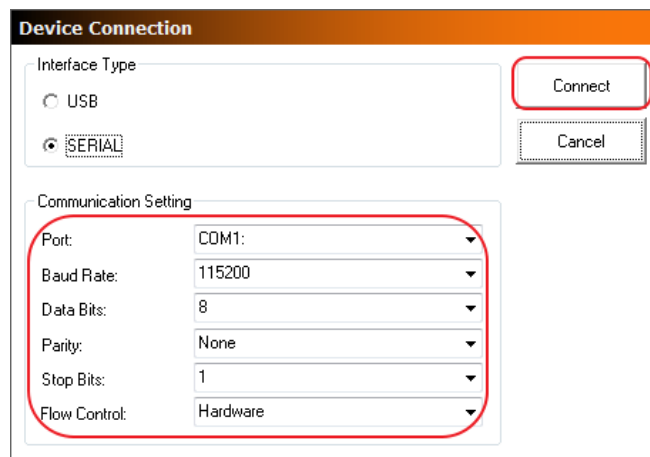 Device Connection
Interface Type
USB
SERIAL
Connect
Cancel
Communication Setting
Port: COM1:
Baud Rate: 115200
Data Bits: 8
Parity: None
Stop Bits: 1
Flow Control: Hardware